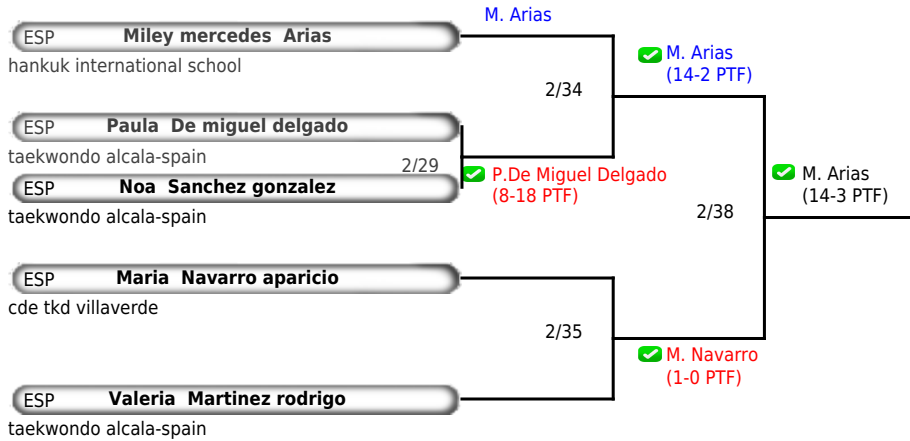 M. Arias
ESP Miley mercedes Arias
hankuk international school
M. Arias
(14-2 PTF)
2/34
ESP Paula De miguel delgado
taekwondo alcala-spain
2/29
P.De Miguel Delgado
(8-18 PTF)
ESP Noa Sanchez gonzalez
taekwondo alcala-spain
M. Arias
(14-3 PTF)
2/38
ESP Maria Navarro aparicio
cde tkd villaverde
2/35
M. Navarro
(1-0 PTF)
ESP Valeria Martinez rodrigo
taekwondo alcala-spain